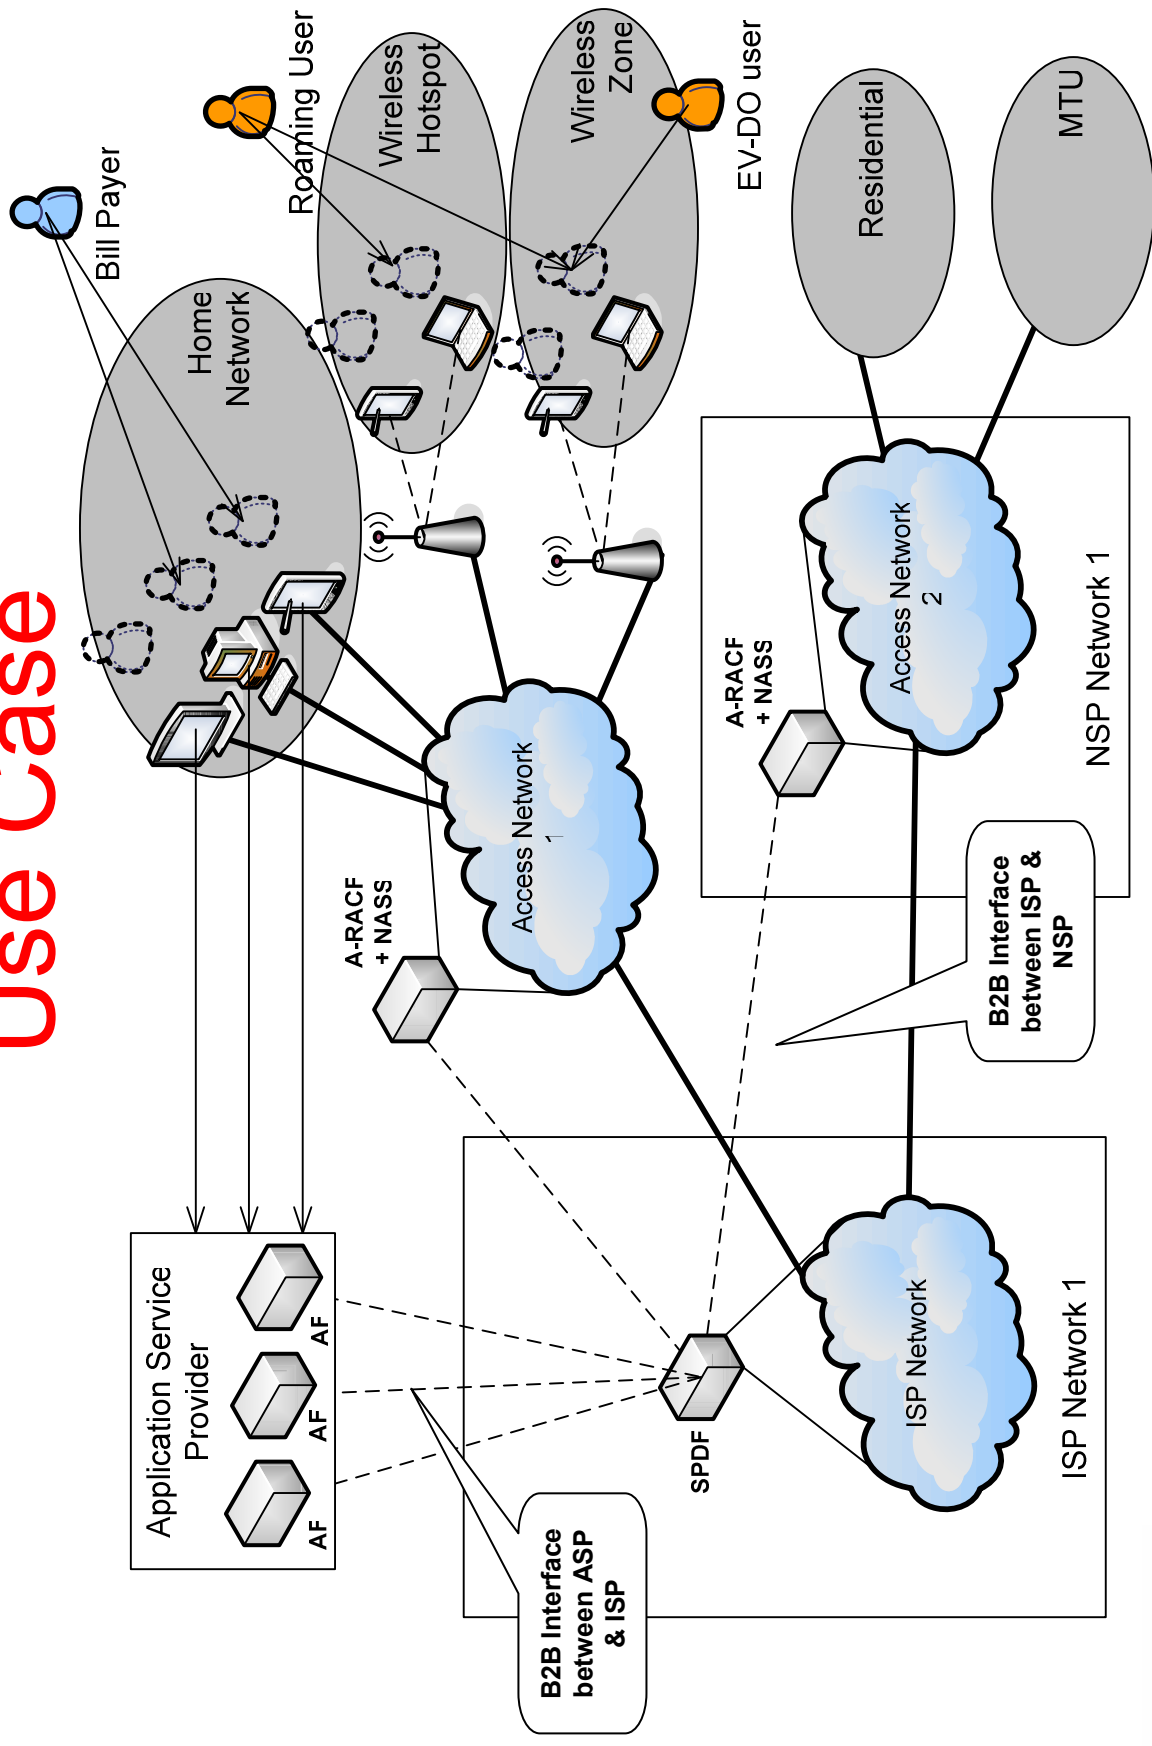 Use Case
Bill Payer
Roaming User
Home
Network
Wireless
Hotspot
Wireless
Zone
EV-DO user
Residential
MTU
Application Service
Provider
AF
AF
AF
A-RACF
+ NASS
Access Network
1
A-RACF
+ NASS
Access Network
2
NSP Network 1
B2B Interface
between ISP &
NSP
SPDF
ISP Network
ISP Network 1
B2B Interface
between ASP
& ISP